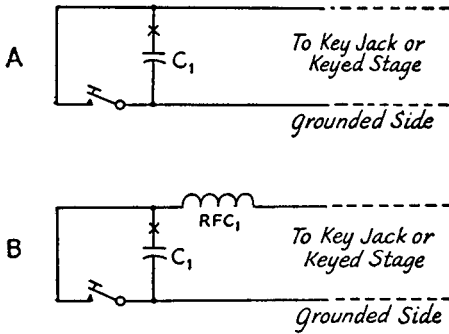 A
C₁
To Key Jack or
Keyed Stage
Grounded Side
B
RFC₁
C₁
To Key Jack or
Keyed Stage
Grounded Side